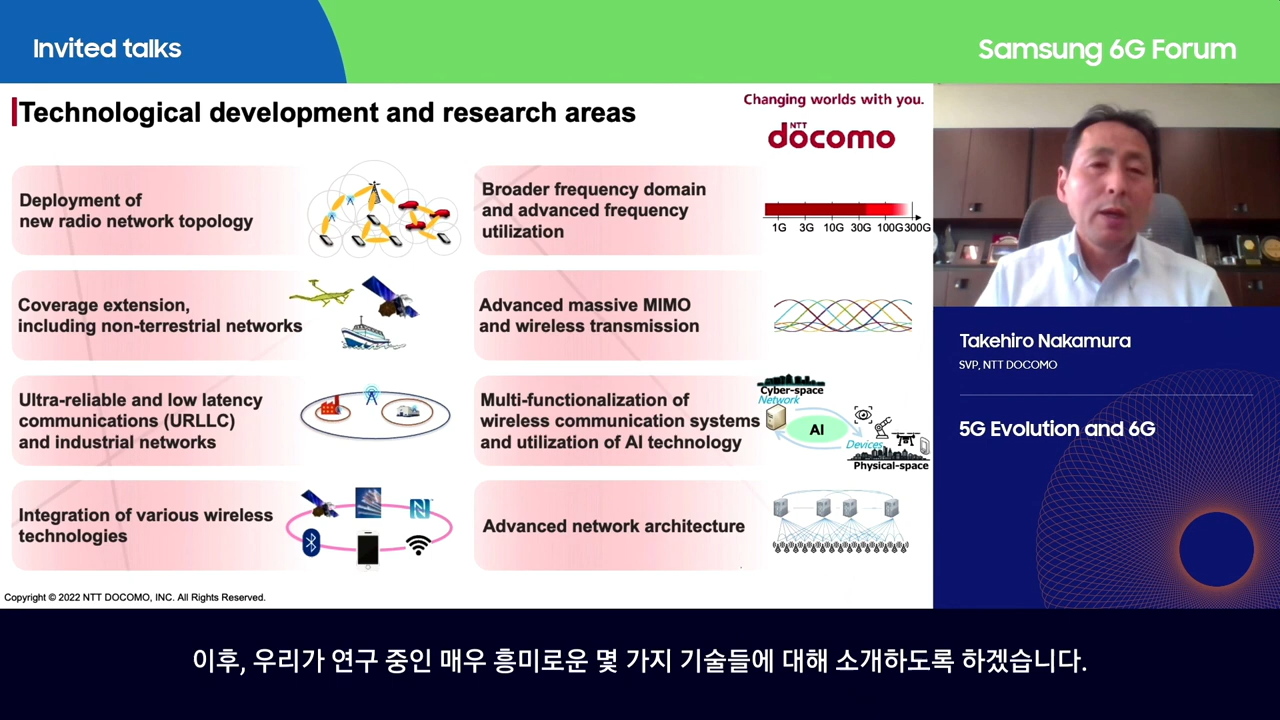 Invited talks
Samsung 6G Forum
Technological development and research areas
Changing worlds with you.
NTT
docomo
Deployment of
new radio network topology
Broader frequency domain
and advanced frequency
utilization
1G 3G 10G 30G 100G 300G
Coverage extension,
including non-terrestrial networks
Advanced massive MIMO
and wireless transmission
Ultra-reliable and low latency
communications (URLLC)
and industrial networks
Multi-functionalization of
wireless communication systems
and utilization of AI technology
Cyber-space
Network
AI
Devices
Physical-space
Integration of various wireless
technologies
Advanced network architecture
Copyright © 2022 NTT DOCOMO, INC. All Rights Reserved.
Takehiro Nakamura
SVP, NTT DOCOMO
5G Evolution and 6G
이후, 우리가 연구 중인 매우 흥미로운 몇 가지 기술들에 대해 소개하도록 하겠습니다.